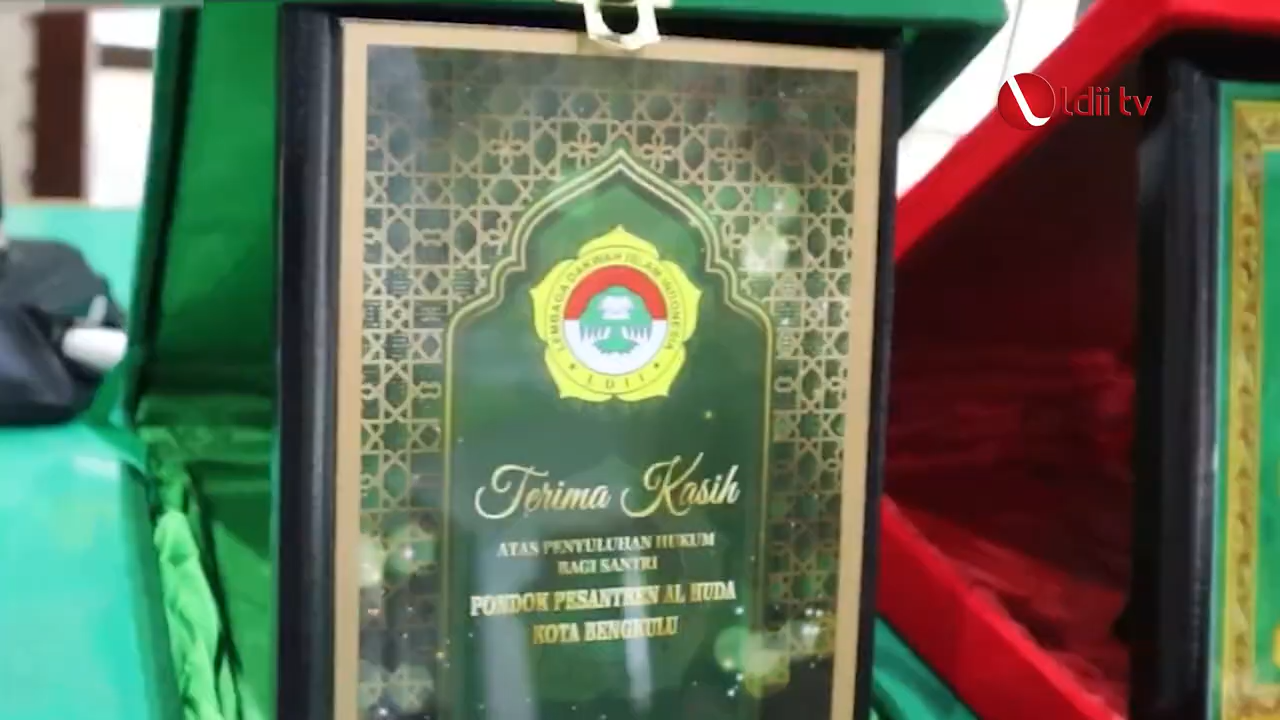 ldii tv
LEMBAGA DAKWAH ISLAM INDONESIA
LDII
Terima Kasih
ATAS PENYULUHAN HUKUM
BAGI SANTRI
PONDOK PESANTREN AL HUDA
KOTA BENGKULU